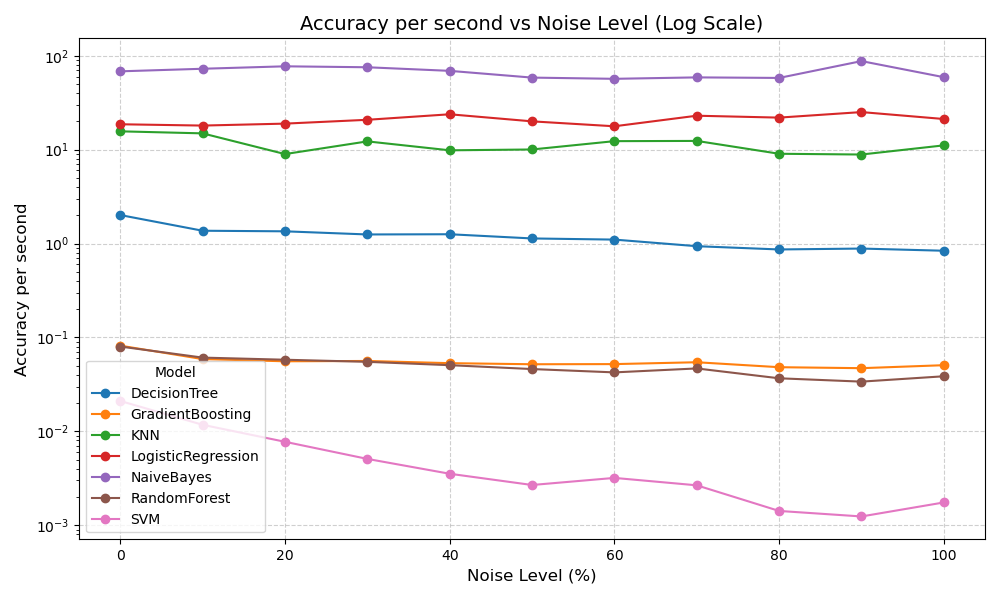 Accuracy per second vs Noise Level (Log Scale)
Accuracy per second
10²
10¹
10⁰
10⁻¹
10⁻²
10⁻³
Model
DecisionTree
GradientBoosting
KNN
LogisticRegression
NaiveBayes
RandomForest
SVM
0 20 40 60 80 100
Noise Level (%)